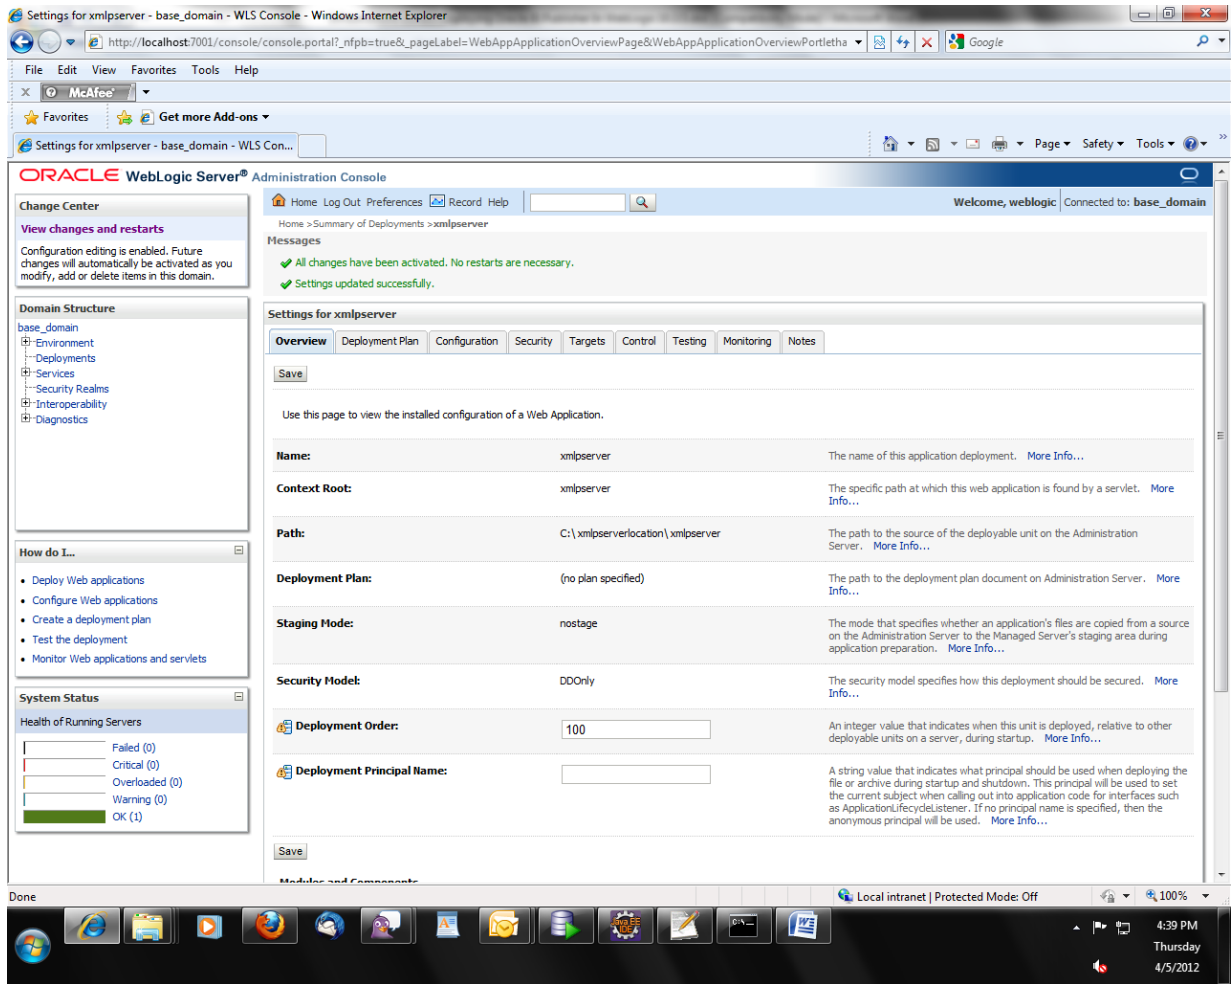 Settings for xmlpserver - base_domain - WLS Console - Windows Internet Explorer
http://localhost:7001/console/console.portal?_nfpb=true&_pageLabel=WebAppApplicationOverviewPage&WebAppApplicationOverviewPortletha
Google
File Edit View Favorites Tools Help
x McAfee
Favorites Get more Add-ons
Settings for xmlpserver - base_domain - WLS Con...
Page Safety Tools
ORACLE WebLogic Server® Administration Console
Change Center
View changes and restarts
Configuration editing is enabled. Future
changes will automatically be activated as you
modify, add or delete items in this domain.
Domain Structure
base_domain
Environment
Deployments
Services
Security Realms
Interoperability
Diagnostics
How do I...
Deploy Web applications
Configure Web applications
Create a deployment plan
Test the deployment
Monitor Web applications and servlets
System Status
Health of Running Servers
Failed (0)
Critical (0)
Overloaded (0)
Warning (0)
OK (1)
Home Log Out Preferences Record Help
Welcome, weblogic Connected to: base_domain
Home >Summary of Deployments >xmlpserver
Messages
All changes have been activated. No restarts are necessary.
Settings updated successfully.
Settings for xmlpserver
Overview Deployment Plan Configuration Security Targets Control Testing Monitoring Notes
Save
Use this page to view the installed configuration of a Web Application.
Name: xmlpserver The name of this application deployment. More Info...
Context Root: xmlpserver The specific path at which this web application is found by a servlet. More
Info...
Path: C:\xmlpserverlocation\xmlpserver The path to the source of the deployable unit on the Administration
Server. More Info...
Deployment Plan: (no plan specified) The path to the deployment plan document on Administration Server. More
Info...
Staging Mode: nostage The mode that specifies whether an application's files are copied from a source
on the Administration Server to the Managed Server's staging area during
application preparation. More Info...
Security Model: DDOnly The security model specifies how this deployment should be secured. More
Info...
Deployment Order: 100 An integer value that indicates when this unit is deployed, relative to other
deployable units on a server, during startup. More Info...
Deployment Principal Name: A string value that indicates what principal should be used when deploying the
file or archive during startup and shutdown. This principal will be used to set
the current subject when calling out into application code for interfaces such
as ApplicationLifecycleListener. If no principal name is specified, then the
anonymous principal will be used. More Info...
Save
Modules and Components
Done
Local intranet | Protected Mode: Off
100%
Java EE
IDE
C:\_
4:39 PM
Thursday
4/5/2012